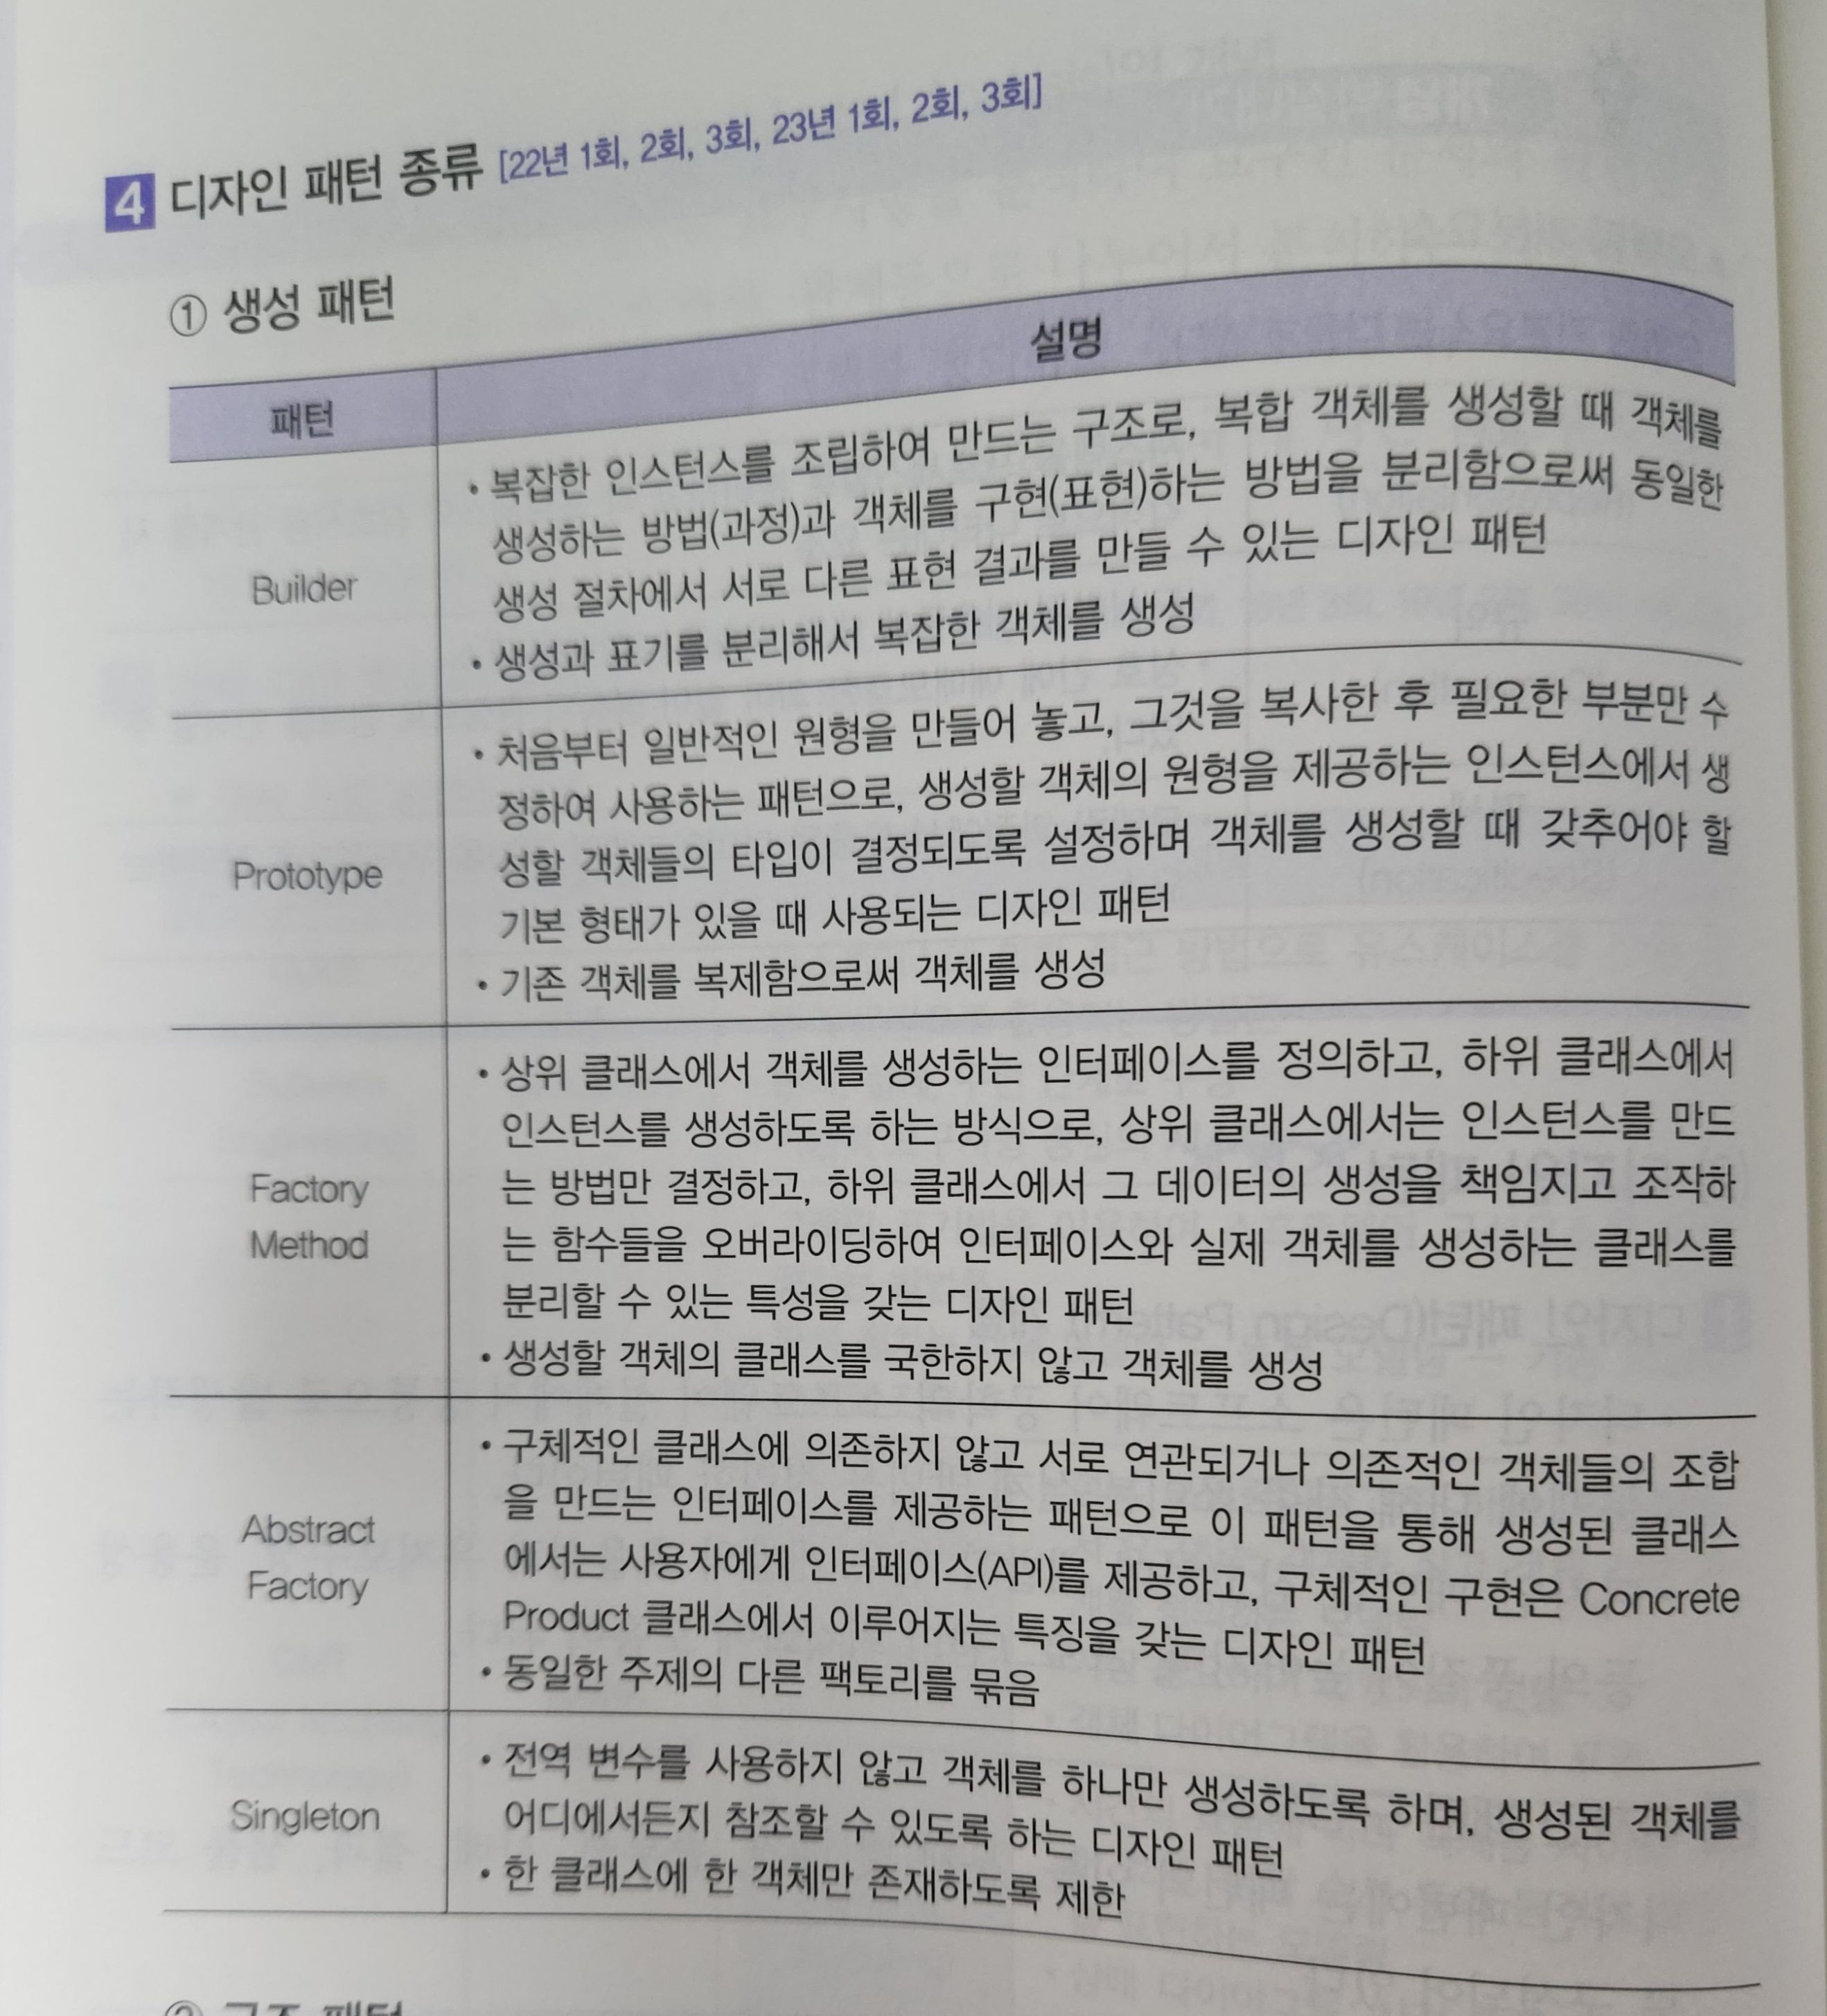 4 디자인 패턴 종류 [22년 1회, 2회, 3회, 23년 1회, 2회, 3회]
① 생성 패턴
패턴
설명
Builder
• 복잡한 인스턴스를 조립하여 만드는 구조로, 복합 객체를 생성할 때 객체를
생성하는 방법(과정)과 객체를 구현(표현)하는 방법을 분리함으로써 동일한
생성 절차에서 서로 다른 표현 결과를 만들 수 있는 디자인 패턴
• 생성과 표기를 분리해서 복잡한 객체를 생성
Prototype
• 처음부터 일반적인 원형을 만들어 놓고, 그것을 복사한 후 필요한 부분만 수
정하여 사용하는 패턴으로, 생성할 객체의 원형을 제공하는 인스턴스에서 생
성할 객체들의 타입이 결정되도록 설정하며 객체를 생성할 때 갖추어야 할
기본 형태가 있을 때 사용되는 디자인 패턴
• 기존 객체를 복제함으로써 객체를 생성
Factory
Method
• 상위 클래스에서 객체를 생성하는 인터페이스를 정의하고, 하위 클래스에서
인스턴스를 생성하도록 하는 방식으로, 상위 클래스에서는 인스턴스를 만드
는 방법만 결정하고, 하위 클래스에서 그 데이터의 생성을 책임지고 조작하
는 함수들을 오버라이딩하여 인터페이스와 실제 객체를 생성하는 클래스를
분리할 수 있는 특성을 갖는 디자인 패턴
• 생성할 객체의 클래스를 국한하지 않고 객체를 생성
Abstract
Factory
• 구체적인 클래스에 의존하지 않고 서로 연관되거나 의존적인 객체들의 조합
을 만드는 인터페이스를 제공하는 패턴으로 이 패턴을 통해 생성된 클래스
에서는 사용자에게 인터페이스(API)를 제공하고, 구체적인 구현은 Concrete
Product 클래스에서 이루어지는 특징을 갖는 디자인 패턴
• 동일한 주제의 다른 팩토리를 묶음
Singleton
• 전역 변수를 사용하지 않고 객체를 하나만 생성하도록 하며, 생성된 객체를
어디에서든지 참조할 수 있도록 하는 디자인 패턴
• 한 클래스에 한 객체만 존재하도록 제한
② 구조 패턴